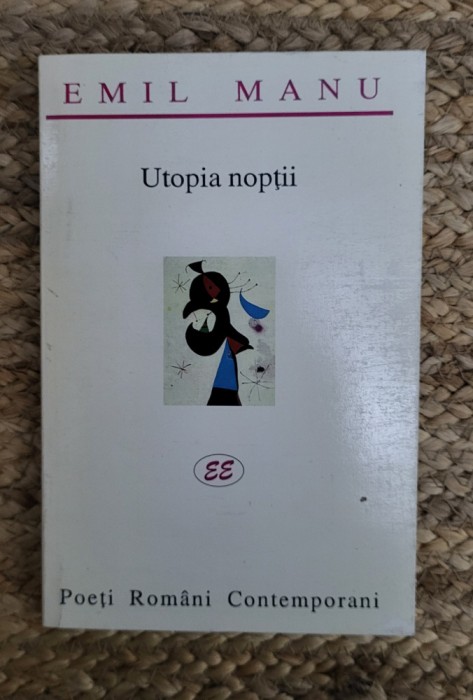 EMIL MANU
Utopia nopţii
EE
Poeţi Români Contemporani